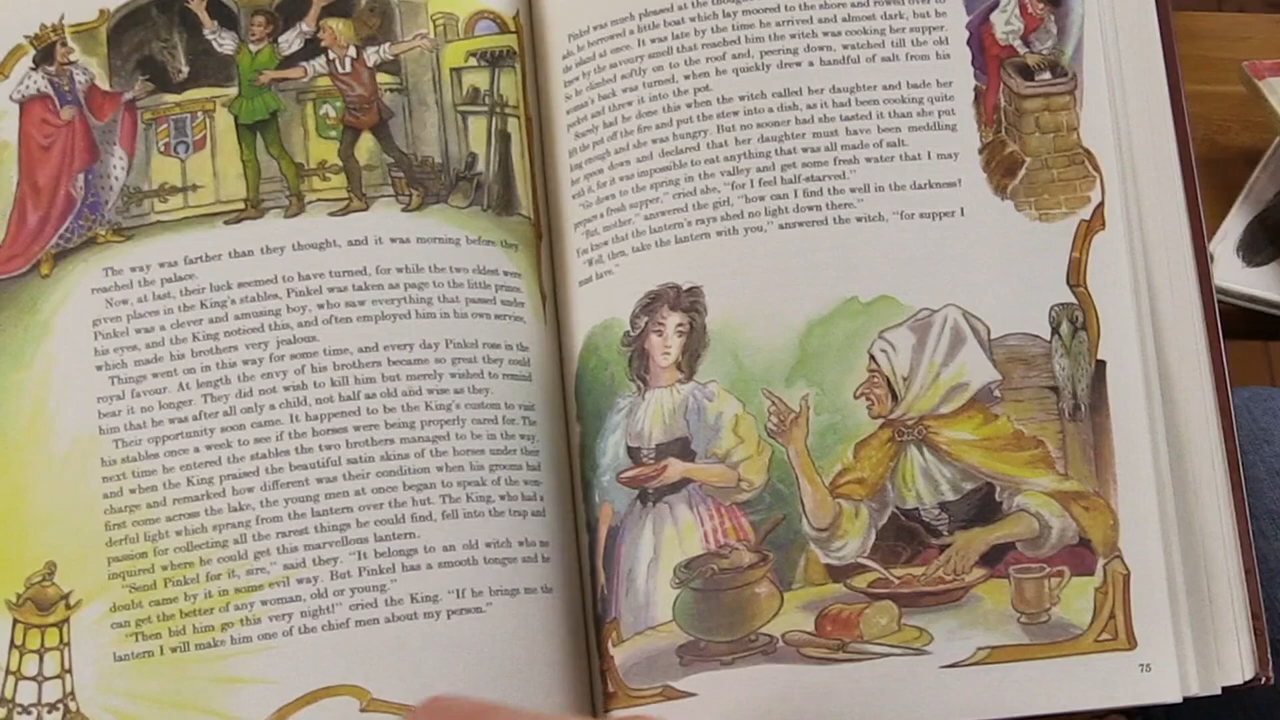 The way was farther than they thought, and it was morning before they
reached the palace.
Now, at last, their luck seemed to have turned, for while the two eldest were
given places in the King's stables, Pinkel was taken as page to the little prince.
Pinkel was a clever and amusing boy, who saw everything that passed under
his eyes, and the King noticed this, and often employed him in his own service,
which made his brothers very jealous.
Things went on in this way for some time, and every day Pinkel rose in the
royal favour. At length the envy of his brothers became so great they could
bear it no longer. They did not wish to kill him but merely wished to remind
him that he was after all only a child, not half as old and wise as they.
Their opportunity soon came. It happened to be the King's custom to visit
his stables once a week to see if the horses were being properly cared for. The
next time he entered the stables the two brothers managed to be in the way,
and when the King praised the beautiful satin skins of the horses under their
charge and remarked how different was their condition when his grooms had
first come across the lake, the young men at once began to speak of the won-
derful light which sprang from the lantern over the hut. The King, who had a
passion for collecting all the rarest things he could find, fell into the trap and
inquired where he could get this marvellous lantern.
"Send Pinkel for it, sire," said they. "It belongs to an old witch who no
doubt came by it in some evil way. But Pinkel has a smooth tongue and he
can get the better of any woman, old or young."
"Then bid him go this very night!" cried the King. "If he brings me the
lantern I will make him one of the chief men about my person."
Pinkel was much pleased at the
ado, he borrowed a little boat which lay moored to the shore and rowed over to
the island at once. It was late by the time he arrived and almost dark, but he
knew by the savoury smell that reached him the witch was cooking her supper.
So he climbed softly on to the roof and, peering down, watched till the old
woman's back was turned, when he quickly drew a handful of salt from his
pocket and threw it into the pot.
Scarely had he done this when the witch called her daughter and bade her
lift the pot off the fire and put the stew into a dish, as it had been cooking quite
long enough and she was hungry. But no sooner had she tasted it than she put
her spoon down and declared that her daughter must have been meddling
with it, for it was impossible to eat anything that was all made of salt.
"Go down to the spring in the valley and get some fresh water that I may
prepare a fresh supper," cried she, "for I feel half-starved."
"But, mother," answered the girl, "how can I find the well in the darkness!
You know that the lantern's rays shed no light down there."
"Well, then, take the lantern with you," answered the witch, "for supper I
must have."
75